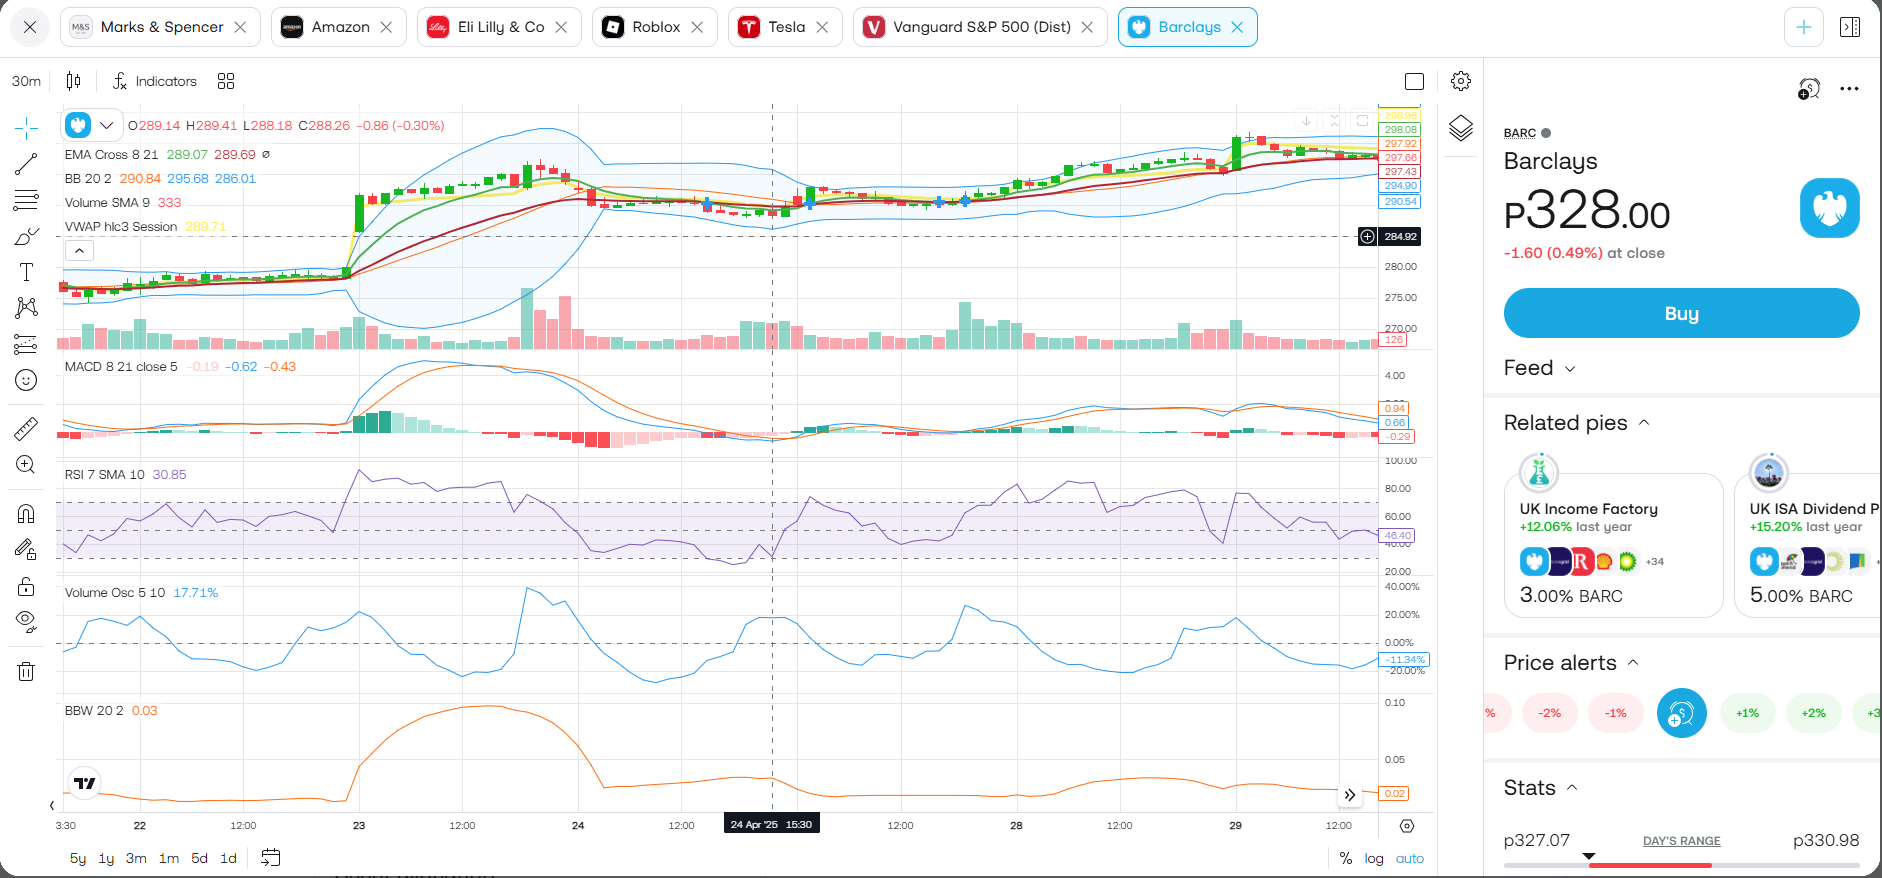 Marks & Spencer
Amazon
Eli Lilly & Co
Roblox
Tesla
Vanguard S&P 500 (Dist)
Barclays
30m
Indicators
O289.14 H289.41 L288.18 C288.26 -0.86 (-0.30%)
EMA Cross 8 21 289.07 289.69 ø
BB 20 2 290.84 295.68 286.01
Volume SMA 9 333
VWAP hlc3 Session 289.71
298.98
298.08
297.92
297.66
297.43
294.90
290.54
284.92
280.00
275.00
270.00
126
MACD 8 21 close 5 -0.19 -0.62 -0.43
4.00
0.94
0.66
-0.29
RSI 7 SMA 10 30.85
100.00
80.00
60.00
46.40
40.00
20.00
Volume Osc 5 10 17.71%
40.00%
20.00%
0.00%
-11.34%
-20.00%
BBW 20 2 0.03
0.10
0.05
0.02
3:30 22 12:00 23 12:00 24 12:00 24 Apr '25 15:30 12:00 28 12:00 29 12:00
5y 1y 3m 1m 5d 1d
% log auto
BARC
Barclays
P328.00
-1.60 (0.49%) at close
Buy
Feed
Related pies
UK Income Factory
+12.06% last year
+34
3.00% BARC
UK ISA Dividend P
+15.20% last year
5.00% BARC
Price alerts
% -2% -1% +1% +2% +3
Stats
p327.07 DAY'S RANGE p330.98